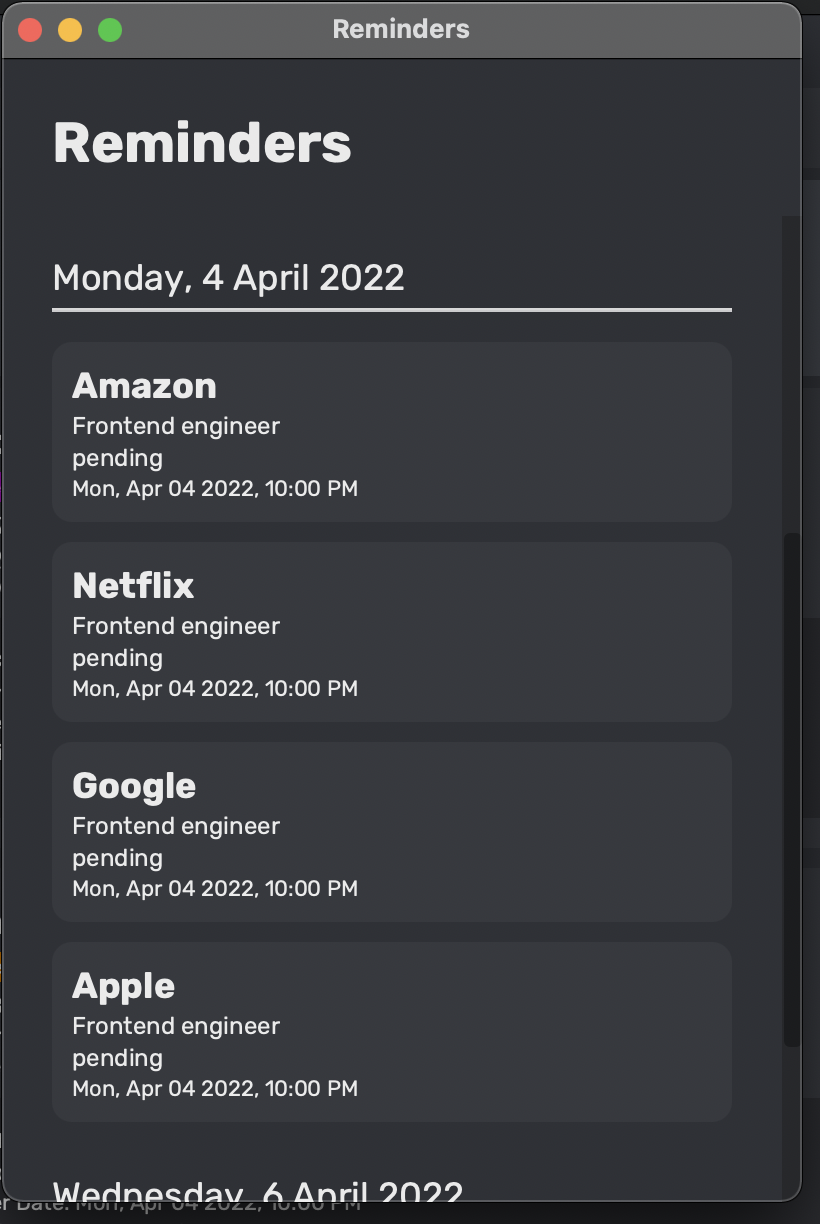 Reminders
Reminders
Monday, 4 April 2022
Amazon
Frontend engineer
pending
Mon, Apr 04 2022, 10:00 PM
Netflix
Frontend engineer
pending
Mon, Apr 04 2022, 10:00 PM
Google
Frontend engineer
pending
Mon, Apr 04 2022, 10:00 PM
Apple
Frontend engineer
pending
Mon, Apr 04 2022, 10:00 PM
Wednesday, 6 April 2022
Date: Mon, Apr 04 2022, 10:00 PM